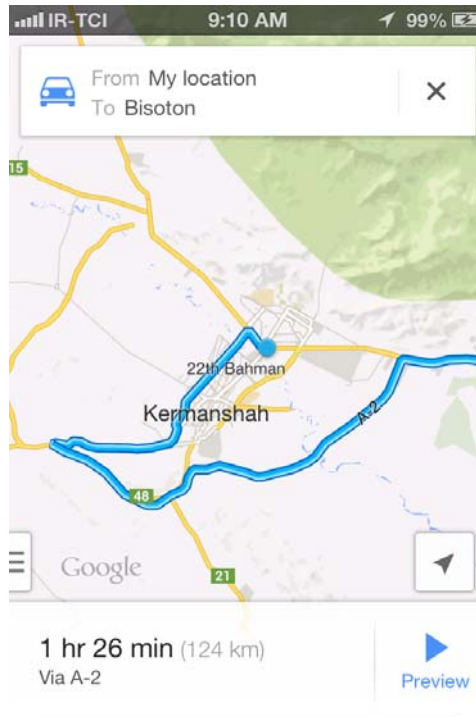 IR-TCI 9:10 AM 99%
From My location
To Bisoton
15
22th Bahman
Kermanshah
A-2
48
Google
21
1 hr 26 min (124 km)
Via A-2
Preview